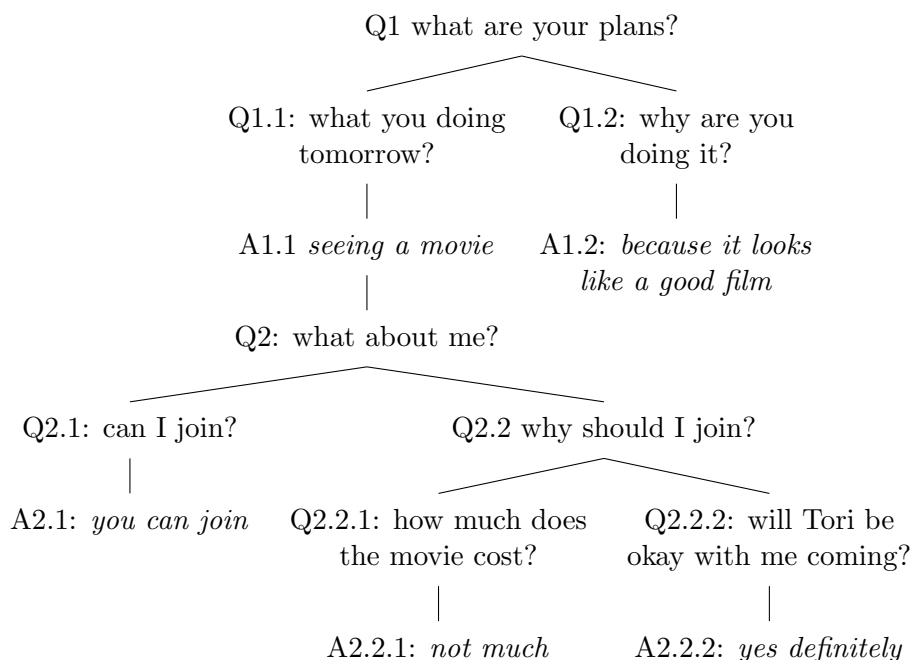 Q1 what are your plans?
Q1.1: what you doing
tomorrow?
Q1.2: why are you
doing it?
A1.1 seeing a movie
A1.2: because it looks
like a good film
Q2: what about me?
Q2.1: can I join?
Q2.2 why should I join?
A2.1: you can join
Q2.2.1: how much does
the movie cost?
Q2.2.2: will Tori be
okay with me coming?
A2.2.1: not much
A2.2.2: yes definitely